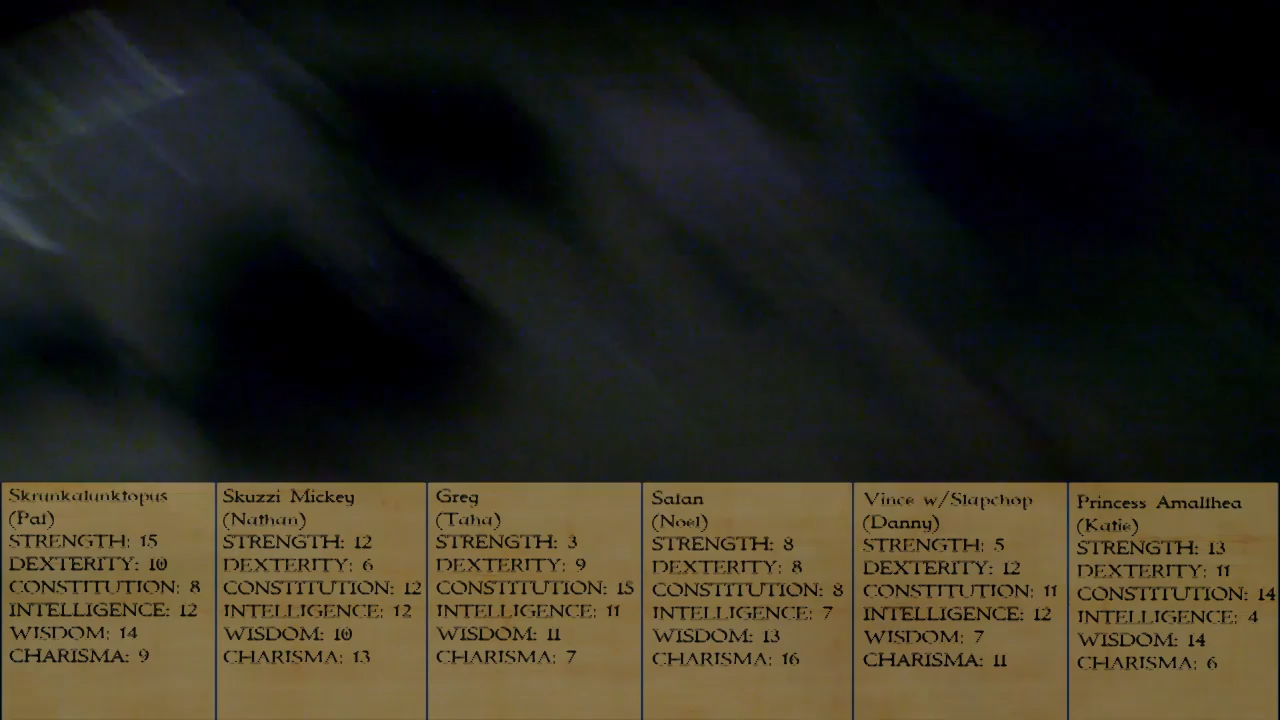 Skrunkalunktopus
(Pat)
STRENGTH: 15
DEXTERITY: 10
CONSTITUTION: 8
INTELLIGENCE: 12
WISDOM: 14
CHARISMA: 9
Skuzzi Mickey
(Nathan)
STRENGTH: 12
DEXTERITY: 6
CONSTITUTION: 12
INTELLIGENCE: 12
WISDOM: 10
CHARISMA: 13
Greg
(Taha)
STRENGTH: 3
DEXTERITY: 9
CONSTITUTION: 15
INTELLIGENCE: 11
WISDOM: 11
CHARISMA: 7
Satan
(Noel)
STRENGTH: 8
DEXTERITY: 8
CONSTITUTION: 8
INTELLIGENCE: 7
WISDOM: 13
CHARISMA: 16
Vince w/Slapchop
(Danny)
STRENGTH: 5
DEXTERITY: 12
CONSTITUTION: 11
INTELLIGENCE: 12
WISDOM: 7
CHARISMA: 11
Princess Amalthea
(Katie)
STRENGTH: 13
DEXTERITY: 11
CONSTITUTION: 14
INTELLIGENCE: 4
WISDOM: 14
CHARISMA: 6